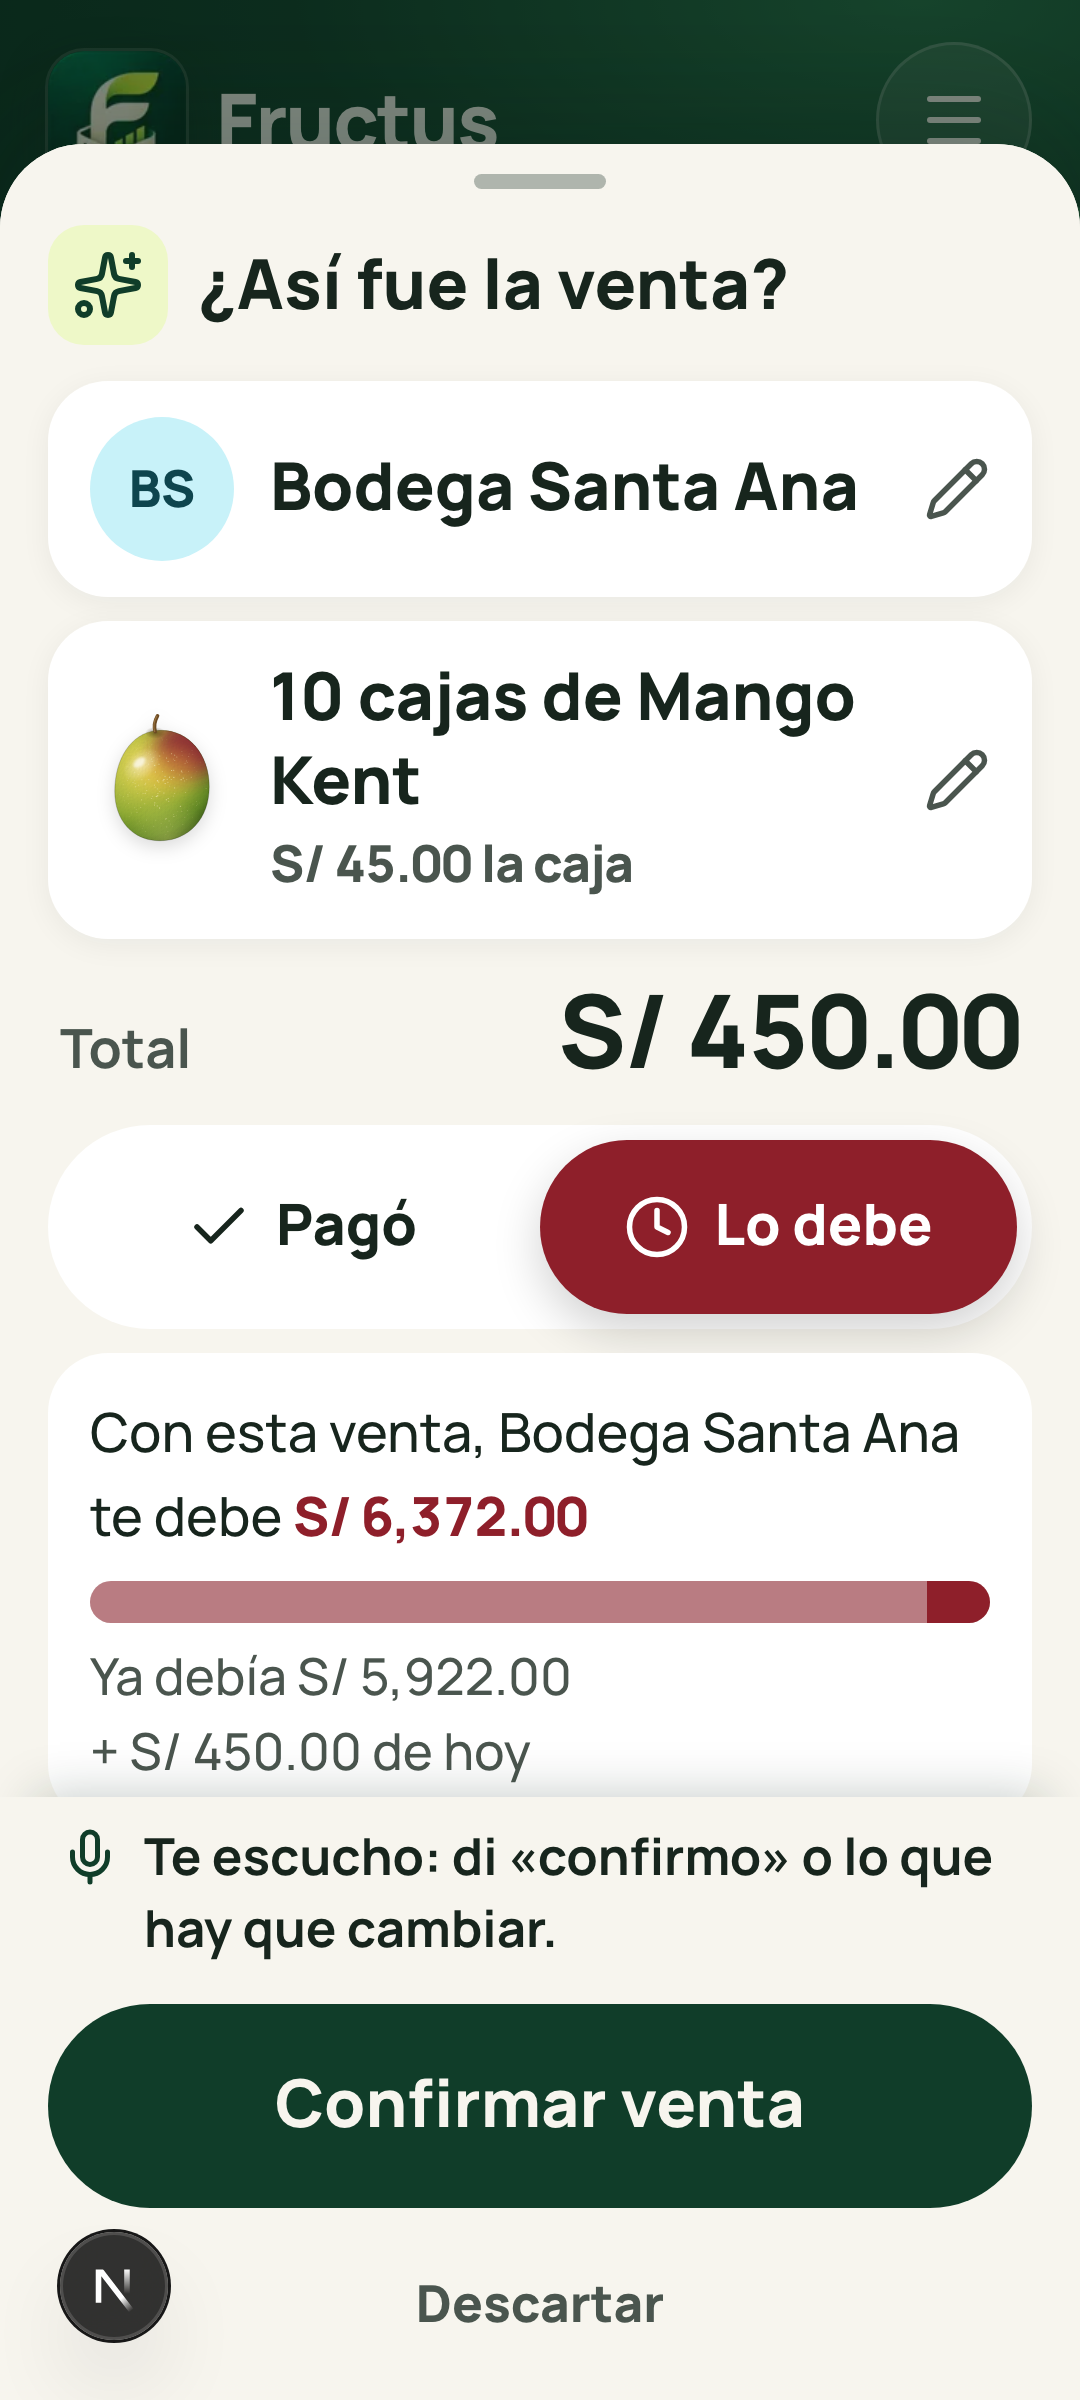 Fructus
¿Así fue la venta?
BS
Bodega Santa Ana
10 cajas de Mango
Kent
S/ 45.00 la caja
Total
S/ 450.00
Pagó
Lo debe
Con esta venta, Bodega Santa Ana
te debe S/ 6,372.00
Ya debía S/ 5,922.00
+ S/ 450.00 de hoy
Te escucho: di «confirmo» o lo que
hay que cambiar.
Confirmar venta
N
Descartar